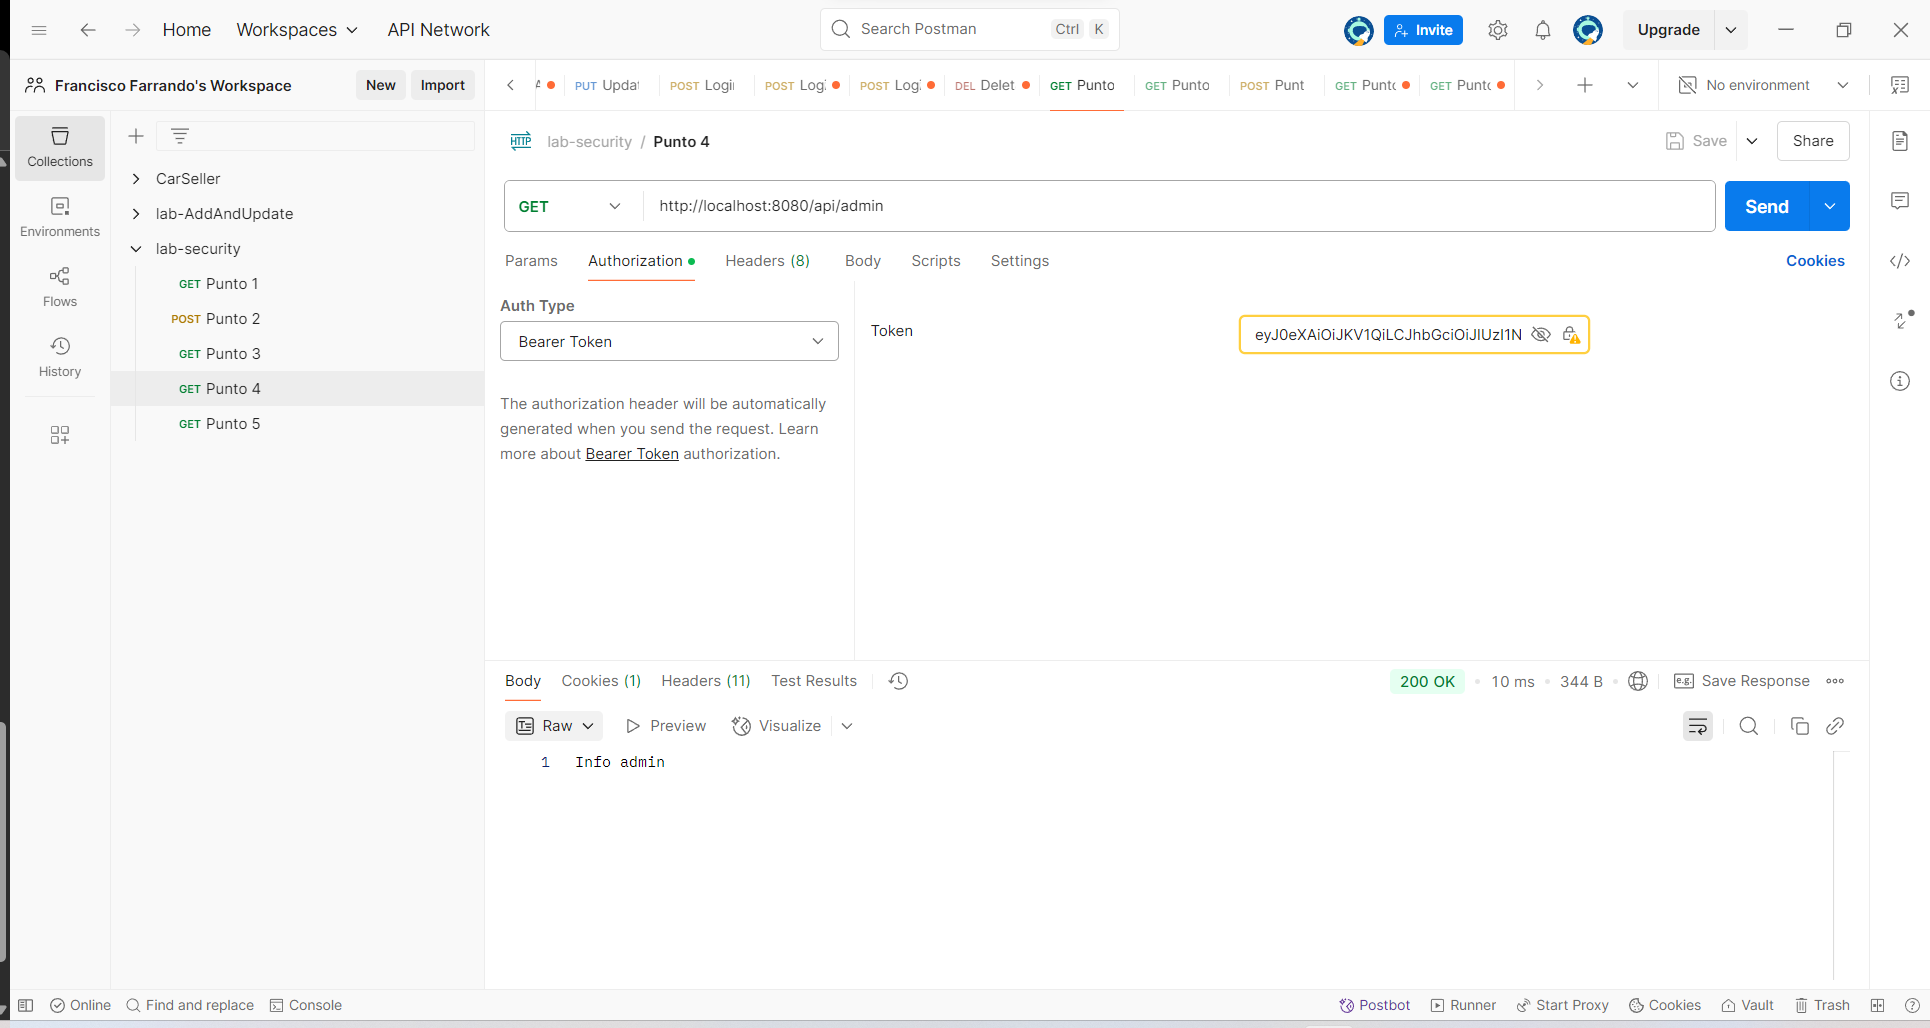 Home Workspaces API Network Search Postman Ctrl K Invite Upgrade
Francisco Farrando's Workspace New Import PUT Updat POST Login POST Log POST Log DEL Delet GET Punto GET Punto POST Punt GET Punto GET Punto No environment
Collections
Environments
Flows
History
CarSeller
lab-AddAndUpdate
lab-security
GET Punto 1
POST Punto 2
GET Punto 3
GET Punto 4
GET Punto 5
HTTP lab-security / Punto 4 Save Share
GET http://localhost:8080/api/admin Send
Params Authorization Headers (8) Body Scripts Settings Cookies
Auth Type
Bearer Token
The authorization header will be automatically
generated when you send the request. Learn
more about Bearer Token authorization.
Token eyJ0eXAiOiJKV1QiLCJhbGciOiJIUzI1N
Body Cookies (1) Headers (11) Test Results 200 OK • 10 ms • 344 B • e.g. Save Response
Raw Preview Visualize
1 Info admin
Online Find and replace Console Postbot Runner Start Proxy Cookies Vault Trash